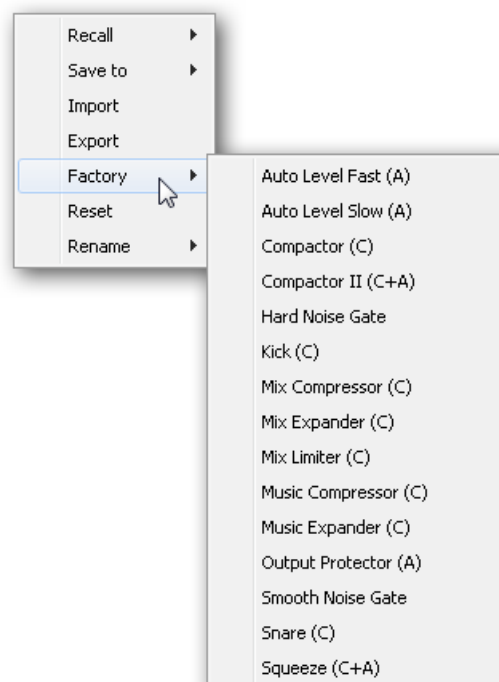 Recall
Save to
Import
Export
Factory
Reset
Rename
Auto Level Fast (A)
Auto Level Slow (A)
Compactor (C)
Compactor II (C+A)
Hard Noise Gate
Kick (C)
Mix Compressor (C)
Mix Expander (C)
Mix Limiter (C)
Music Compressor (C)
Music Expander (C)
Output Protector (A)
Smooth Noise Gate
Snare (C)
Squeeze (C+A)